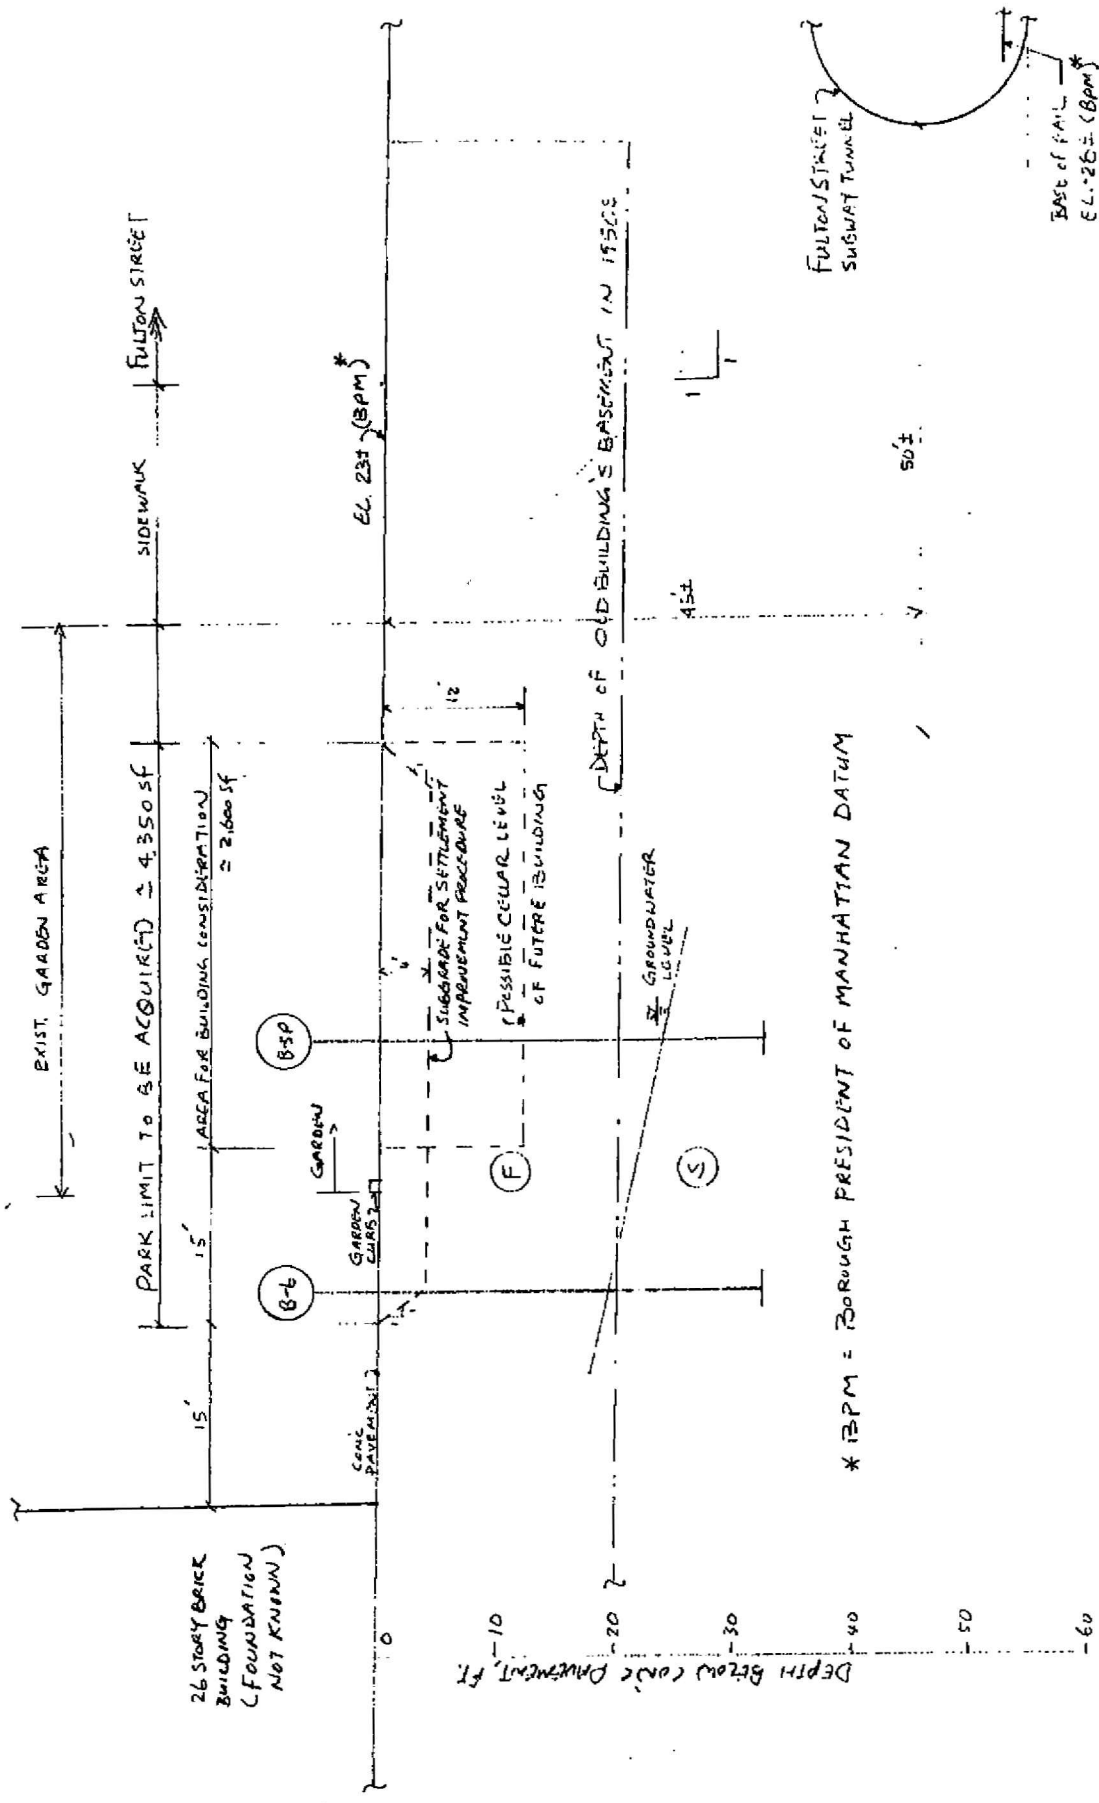 EXIST. GARDEN AREA
PARK LIMIT TO BE ACQUIRED ≃ 4,350 Sf
SIDEWALK
FULTON STREET
15'
15'
AREA FOR BUILDING CONSIDERATION
≃ 2,600 Sf
26 STORY BRICK
BUILDING
(FOUNDATION
NOT KNOWN)
B-6
B-5P
GARDEN
GARDEN
CURB
CONC
PAVEMENT
EL. 23± (BPM)*
4'
12'
SUBGRADE FOR SETTLEMENT
IMPROVEMENT PROCEDURE
POSSIBLE CELLAR LEVEL
OF FUTURE BUILDING
F
DEPTH OF OLD BUILDING'S BASEMENT IN 1950S
GROUNDWATER
LEVEL
S
45'±
50'±
1
1
FULTON STREET
SUBWAY TUNNEL
BASE OF RAIL
EL.-28± (BPM)*
DEPTH BELOW CONC PAVEMENT, FT.
0
10
20
30
40
50
60
* BPM = BOROUGH PRESIDENT OF MANHATTAN DATUM